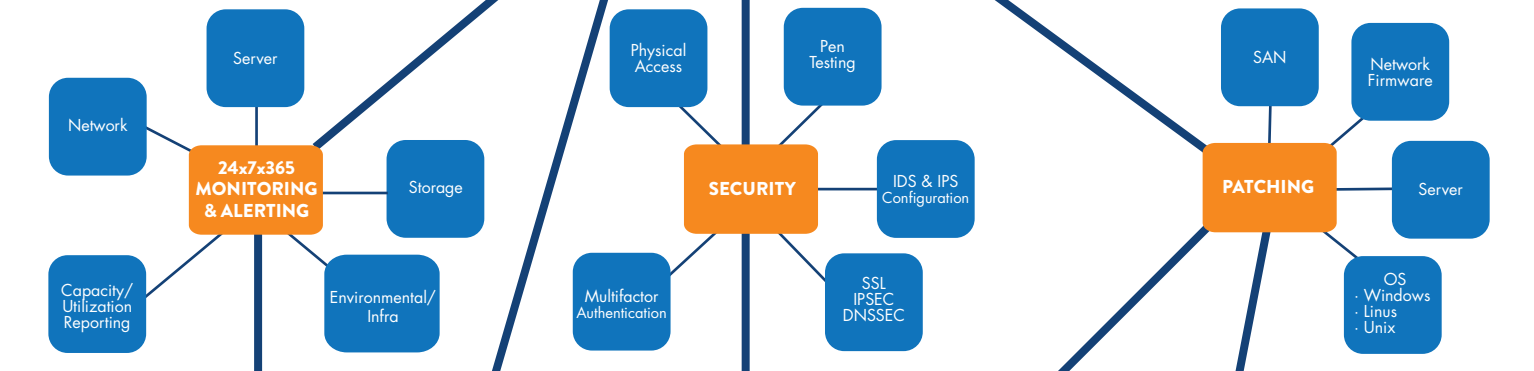 Server
Network
24x7x365
MONITORING
& ALERTING
Storage
Capacity/
Utilization
Reporting
Environmental/
Infra
Physical
Access
Pen
Testing
SECURITY
IDS & IPS
Configuration
Multifactor
Authentication
SSL
IPSEC
DNSSEC
SAN
Network
Firmware
PATCHING
Server
OS
· Windows
· Linus
· Unix